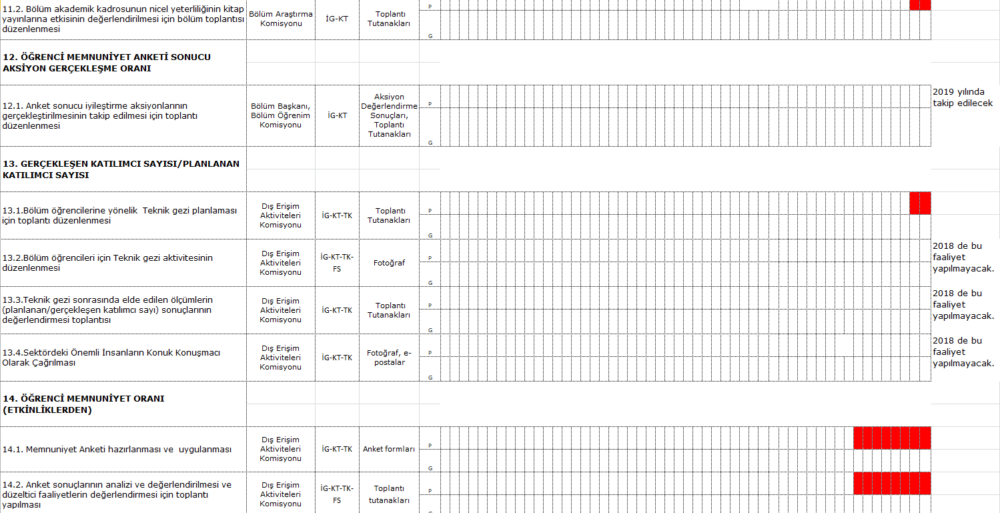 11.2. Bölüm akademik kadrosunun nicel yeterliliğinin kitap
yayınlarına etkisinin değerlendirilmesi için bölüm toplantısı
düzenlenmesi
Bölüm Araştırma
Komisyonu
İG-KT
Toplantı
Tutanakları
P
G
12. ÖĞRENCİ MEMNUNİYET ANKETİ SONUCU
AKSİYON GERÇEKLEŞME ORANI
12.1. Anket sonucu iyileştirme aksiyonlarının
gerçekleştirilmesinin takip edilmesi için toplantı
düzenlenmesi
Bölüm Başkanı,
Bölüm Öğrenim
Komisyonu
İG-KT
Aksiyon
Değerlendirme
Sonuçları,
Toplantı
Tutanakları
P
G
2019 yılında
takip edilecek
13. GERÇEKLEŞEN KATILIMCI SAYISI/PLANLANAN
KATILIMCI SAYISI
13.1.Bölüm öğrencilerine yönelik  Teknik gezi planlaması
için toplantı düzenlenmesi
Dış Erişim
Aktiviteleri
Komisyonu
İG-KT-TK
Toplantı
Tutanakları
P
G
13.2.Bölüm öğrencileri için Teknik gezi aktivitesinin
düzenlenmesi
Dış Erişim
Aktiviteleri
Komisyonu
İG-KT-TK-
FS
Fotoğraf
P
G
2018 de bu
faaliyet
yapılmayacak.
13.3.Teknik gezi sonrasında elde edilen ölçümlerin
(planlanan/gerçekleşen katılımcı sayı) sonuçlarının
değerlendirmesi toplantısı
Dış Erişim
Aktiviteleri
Komisyonu
İG-KT-TK
Toplantı
Tutanakları
P
G
2018 de bu
faaliyet
yapılmayacak.
13.4.Sektördeki Önemli İnsanların Konuk Konuşmacı
Olarak Çağrılması
Dış Erişim
Aktiviteleri
Komisyonu
İG-KT-TK
Fotoğraf, e-
postalar
P
G
2018 de bu
faaliyet
yapılmayacak.
14. ÖĞRENCİ MEMNUNİYET ORANI
(ETKİNLİKLERDEN)
14.1. Memnuniyet Anketi hazırlanması ve  uygulanması
Dış Erişim
Aktiviteleri
Komisyonu
İG-KT-TK
Anket formları
P
G
14.2. Anket sonuçlarının analizi ve değerlendirilmesi ve
düzeltici faaliyetlerin değerlendirmesi için toplantı
yapılması
Dış Erişim
Aktiviteleri
Komisyonu
İG-KT-TK-
FS
Toplantı
tutanakları
P
G